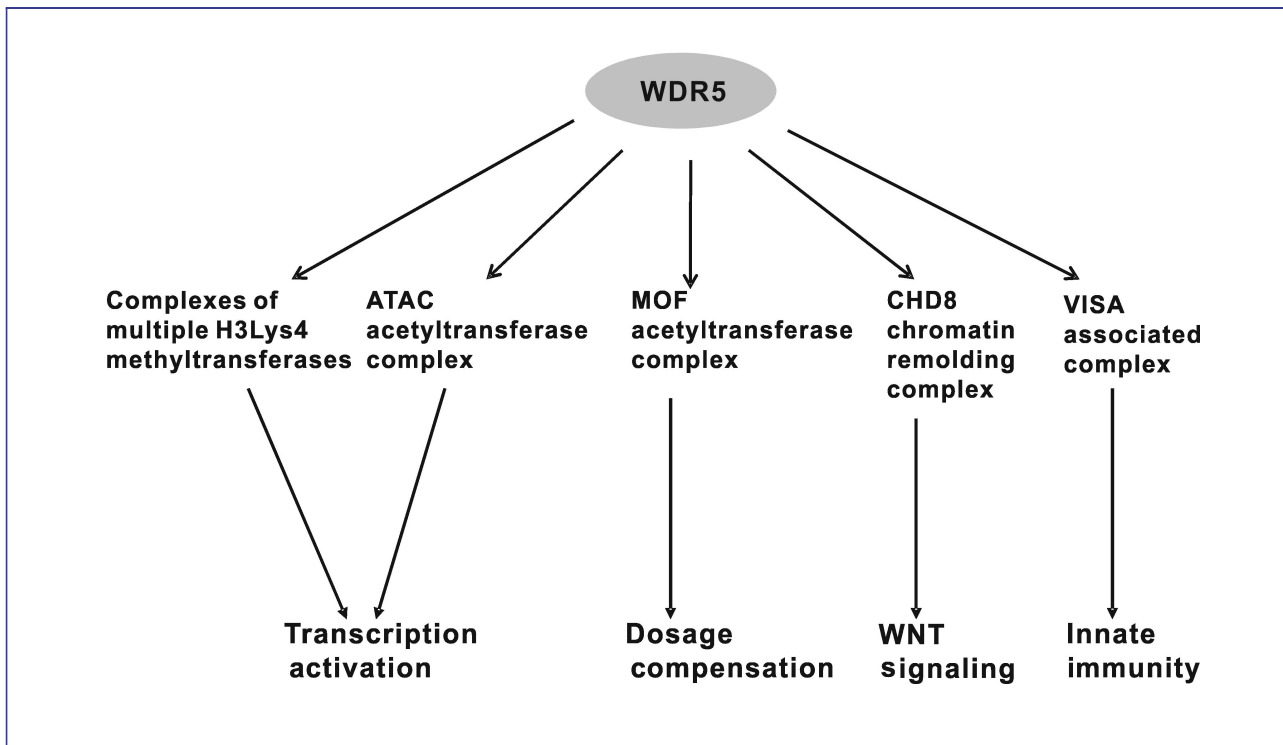 WDR5
Complexes of
multiple H3Lys4
methyltransferases
ATAC
acetyltransferase
complex
MOF
acetyltransferase
complex
CHD8
chromatin
remolding
complex
VISA
associated
complex
Transcription
activation
Dosage
compensation
WNT
signaling
Innate
immunity